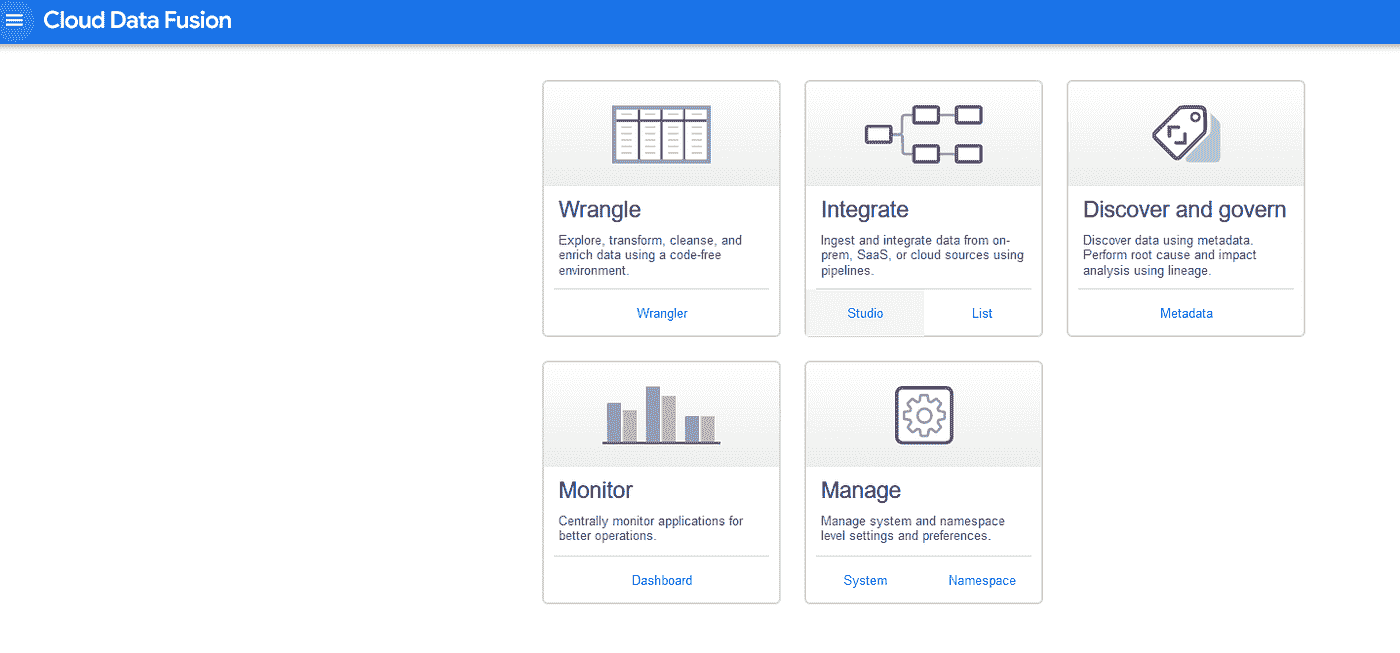 Cloud Data Fusion
Wrangle
Explore, transform, cleanse, and
enrich data using a code-free
environment.
Wrangler
Integrate
Ingest and integrate data from on-
prem, SaaS, or cloud sources using
pipelines.
Studio
List
Discover and govern
Discover data using metadata.
Perform root cause and impact
analysis using lineage.
Metadata
Monitor
Centrally monitor applications for
better operations.
Dashboard
Manage
Manage system and namespace
level settings and preferences.
System
Namespace